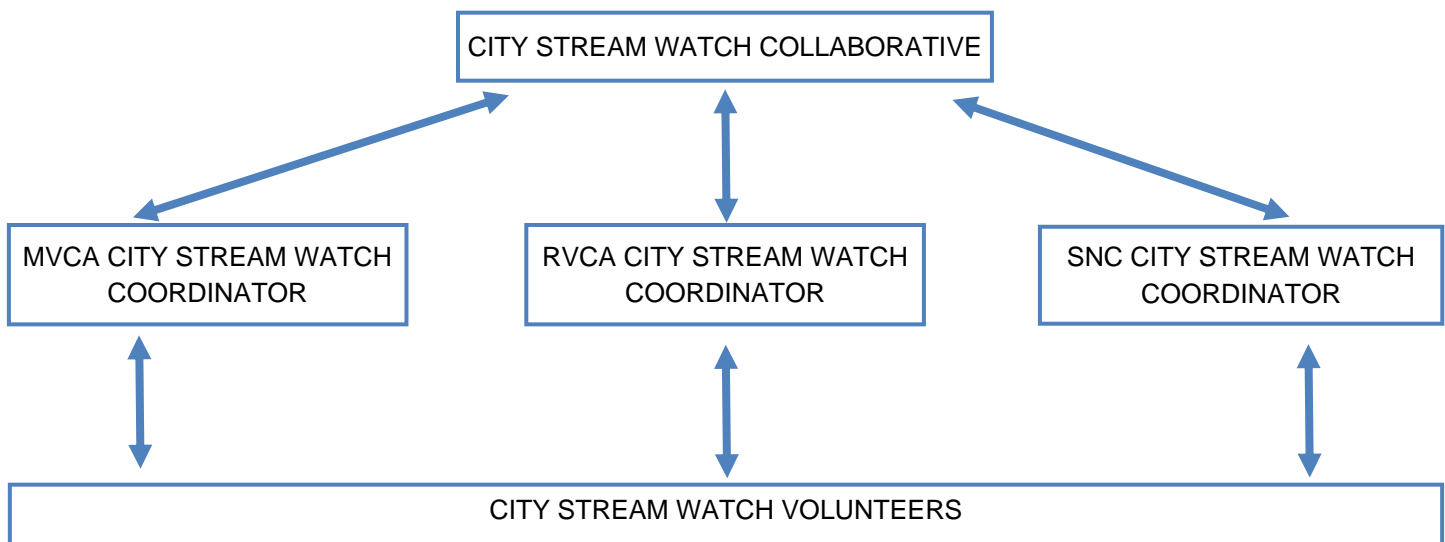 CITY STREAM WATCH COLLABORATIVE
MVCA CITY STREAM WATCH
COORDINATOR
RVCA CITY STREAM WATCH
COORDINATOR
SNC CITY STREAM WATCH
COORDINATOR
CITY STREAM WATCH VOLUNTEERS